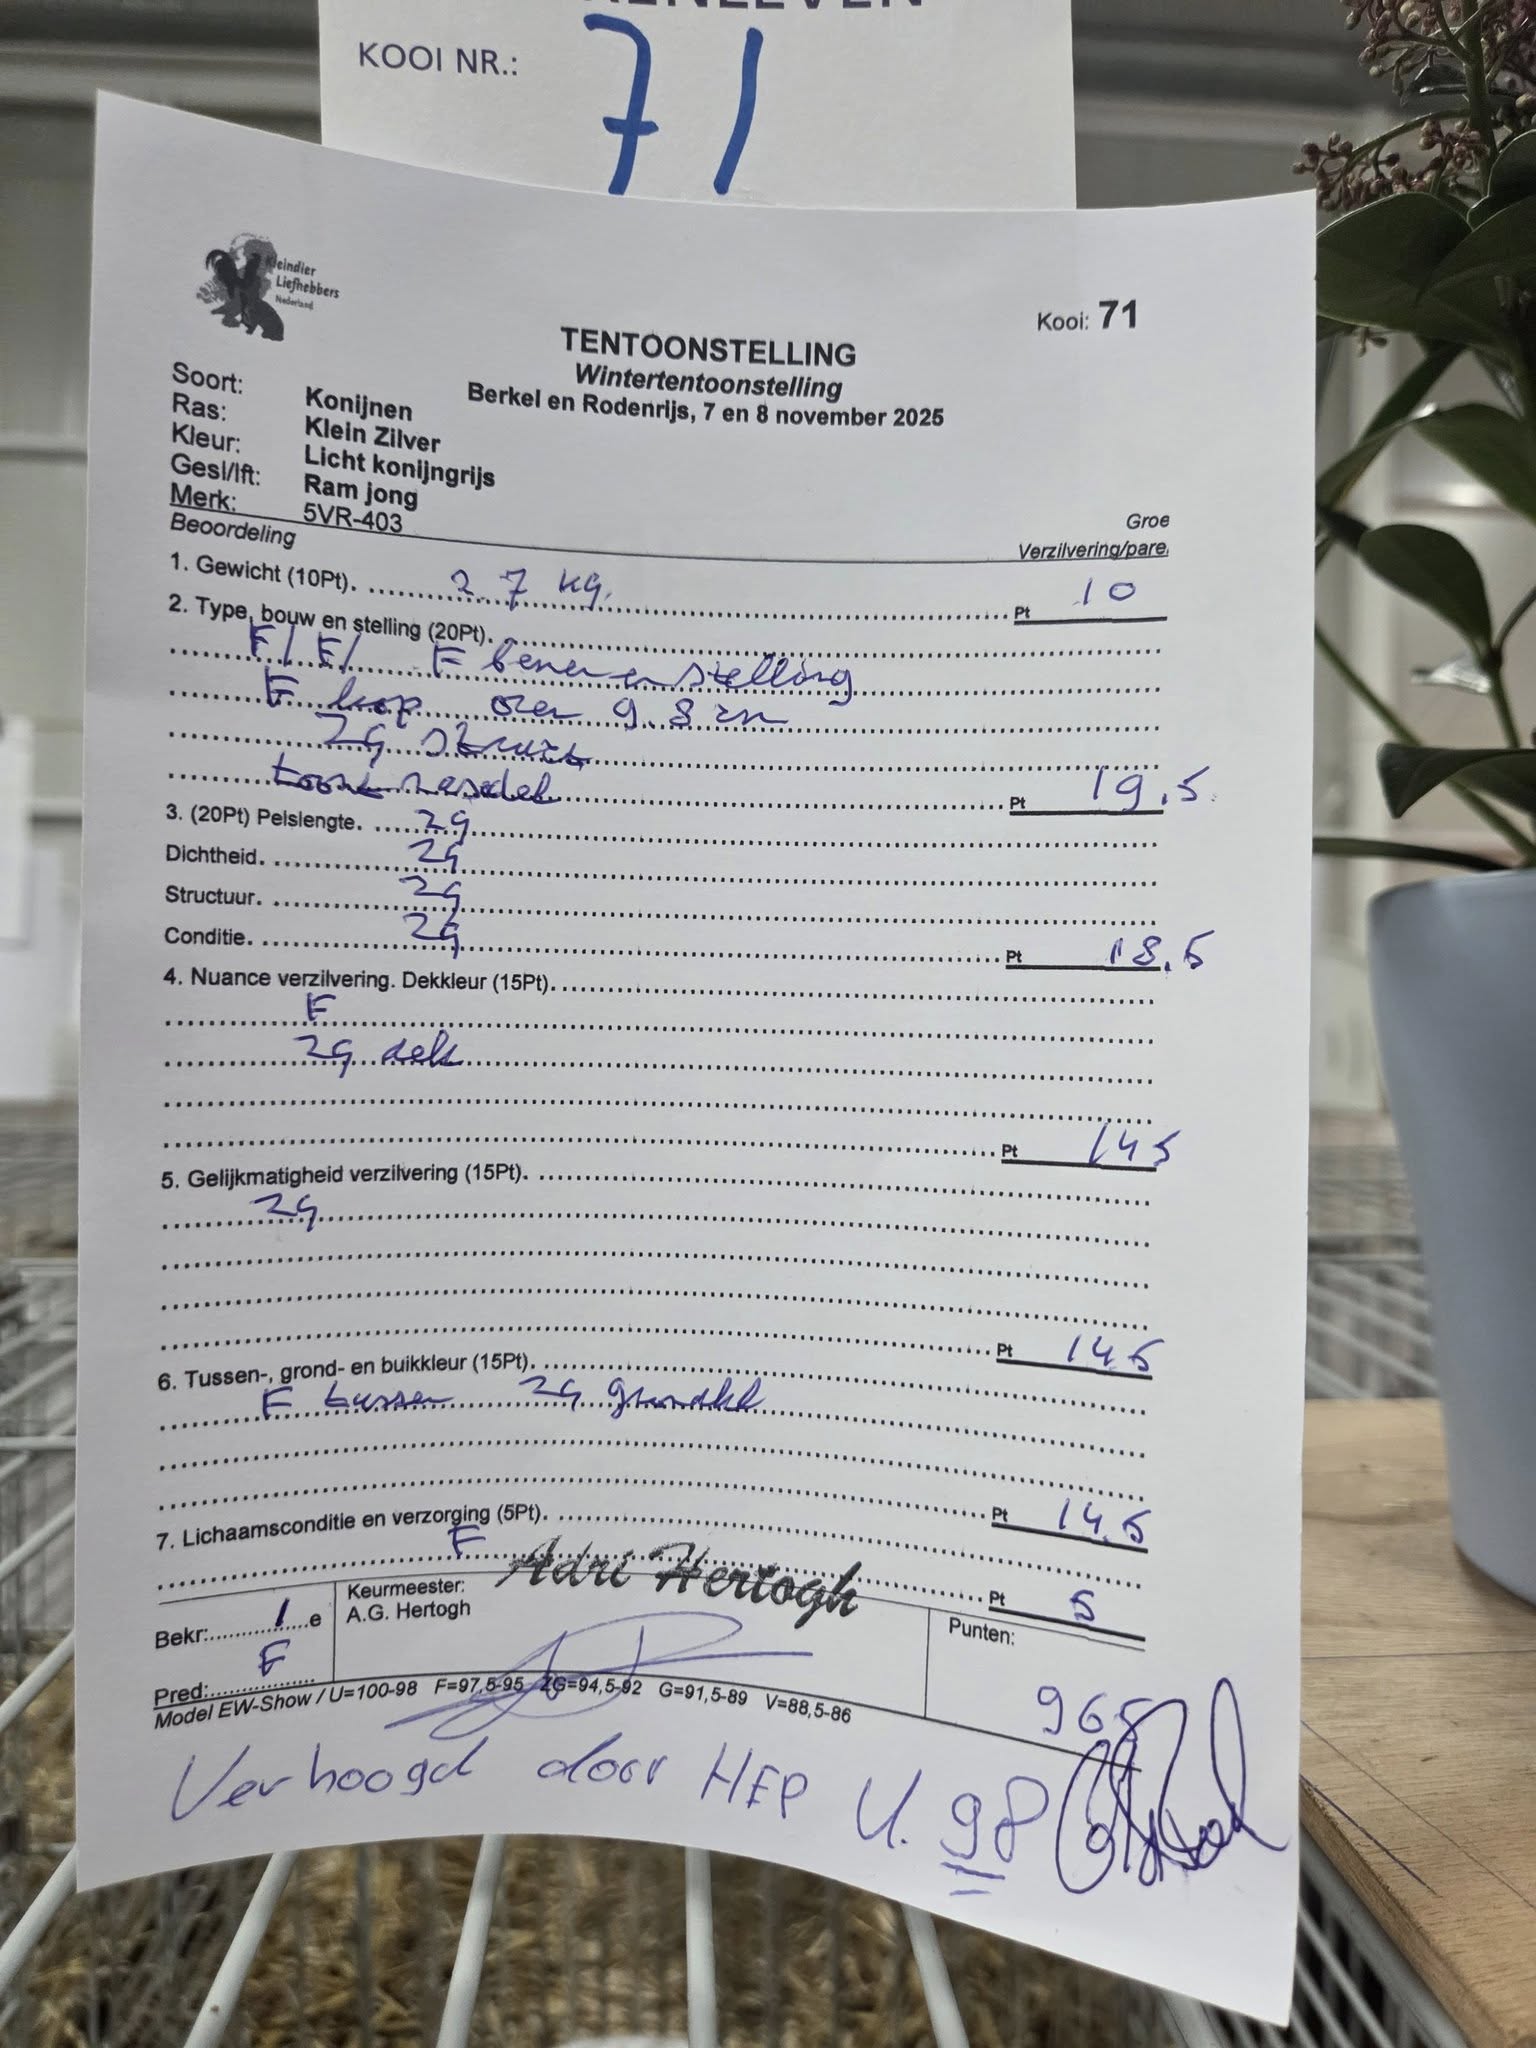 KOOI NR.: 71
Kleindier
Liefhebbers
Nederland
Kooi: 71
TENTOONSTELLING
Wintertentoonstelling
Berkel en Rodenrijs, 7 en 8 november 2025
Soort: Konijnen
Ras: Klein Zilver
Kleur: Licht konijngrijs
Gesl/lft: Ram jong
Merk: 5VR-403
Beoordeling
Groe
Verzilvering/pare
1. Gewicht (10Pt). 2.7 kg. Pt 10
2. Type, bouw en stelling (20Pt).
F/ F/ F benen en stelling
F kop oren 9.8 cm
ZG
toont Pt 19.5
3. (20Pt) Pelslengte. ZG
Dichtheid. ZG
Structuur. ZG
Conditie. ZG Pt 18.5
4. Nuance verzilvering. Dekkleur (15Pt).
F
ZG dek
Pt 14 5
5. Gelijkmatigheid verzilvering (15Pt).
ZG
Pt 14 5
6. Tussen-, grond- en buikkleur (15Pt).
F tussen ZG grondkl
Pt 14.5
7. Lichaamsconditie en verzorging (5Pt).
F Pt 5
Bekr: 1 e
Pred: F
Keurmeester: Adri Hertogh
A.G. Hertogh
Punten:
965
Model EW-Show / U=100-98 F=97,5-95 ZG=94,5-92 G=91,5-89 V=88,5-86
Verhoogd door HFP U. 98